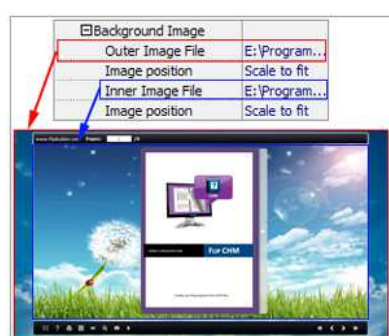 Background Image
Outer Image File E:\Program...
Image position Scale to fit
Inner Image File E:\Program...
Image position Scale to fit
FLIP CHM